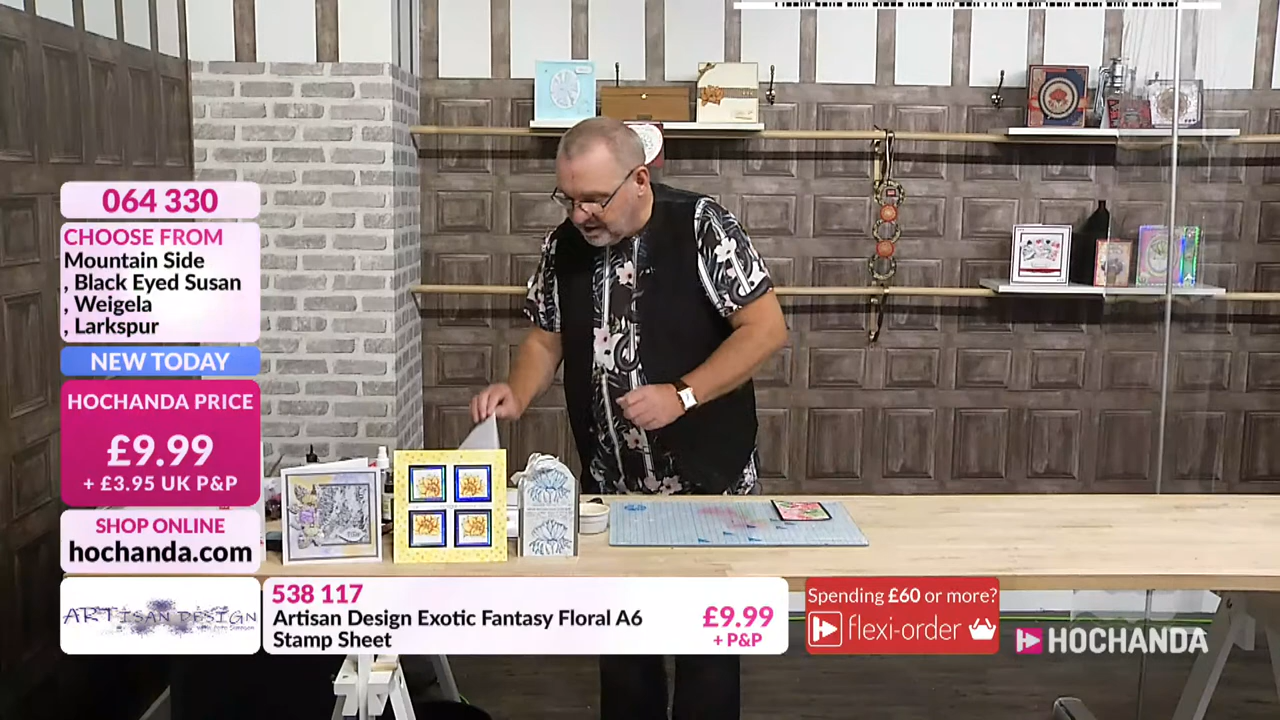 064 330
CHOOSE FROM
Mountain Side
, Black Eyed Susan
, Weigela
, Larkspur
NEW TODAY
HOCHANDA PRICE
£9.99
+ £3.95 UK P&P
SHOP ONLINE
hochanda.com
ARTISAN DESIGN
538 117
Artisan Design Exotic Fantasy Floral A6
Stamp Sheet
£9.99
+ P&P
Spending £60 or more?
flexi-order
HOCHANDA